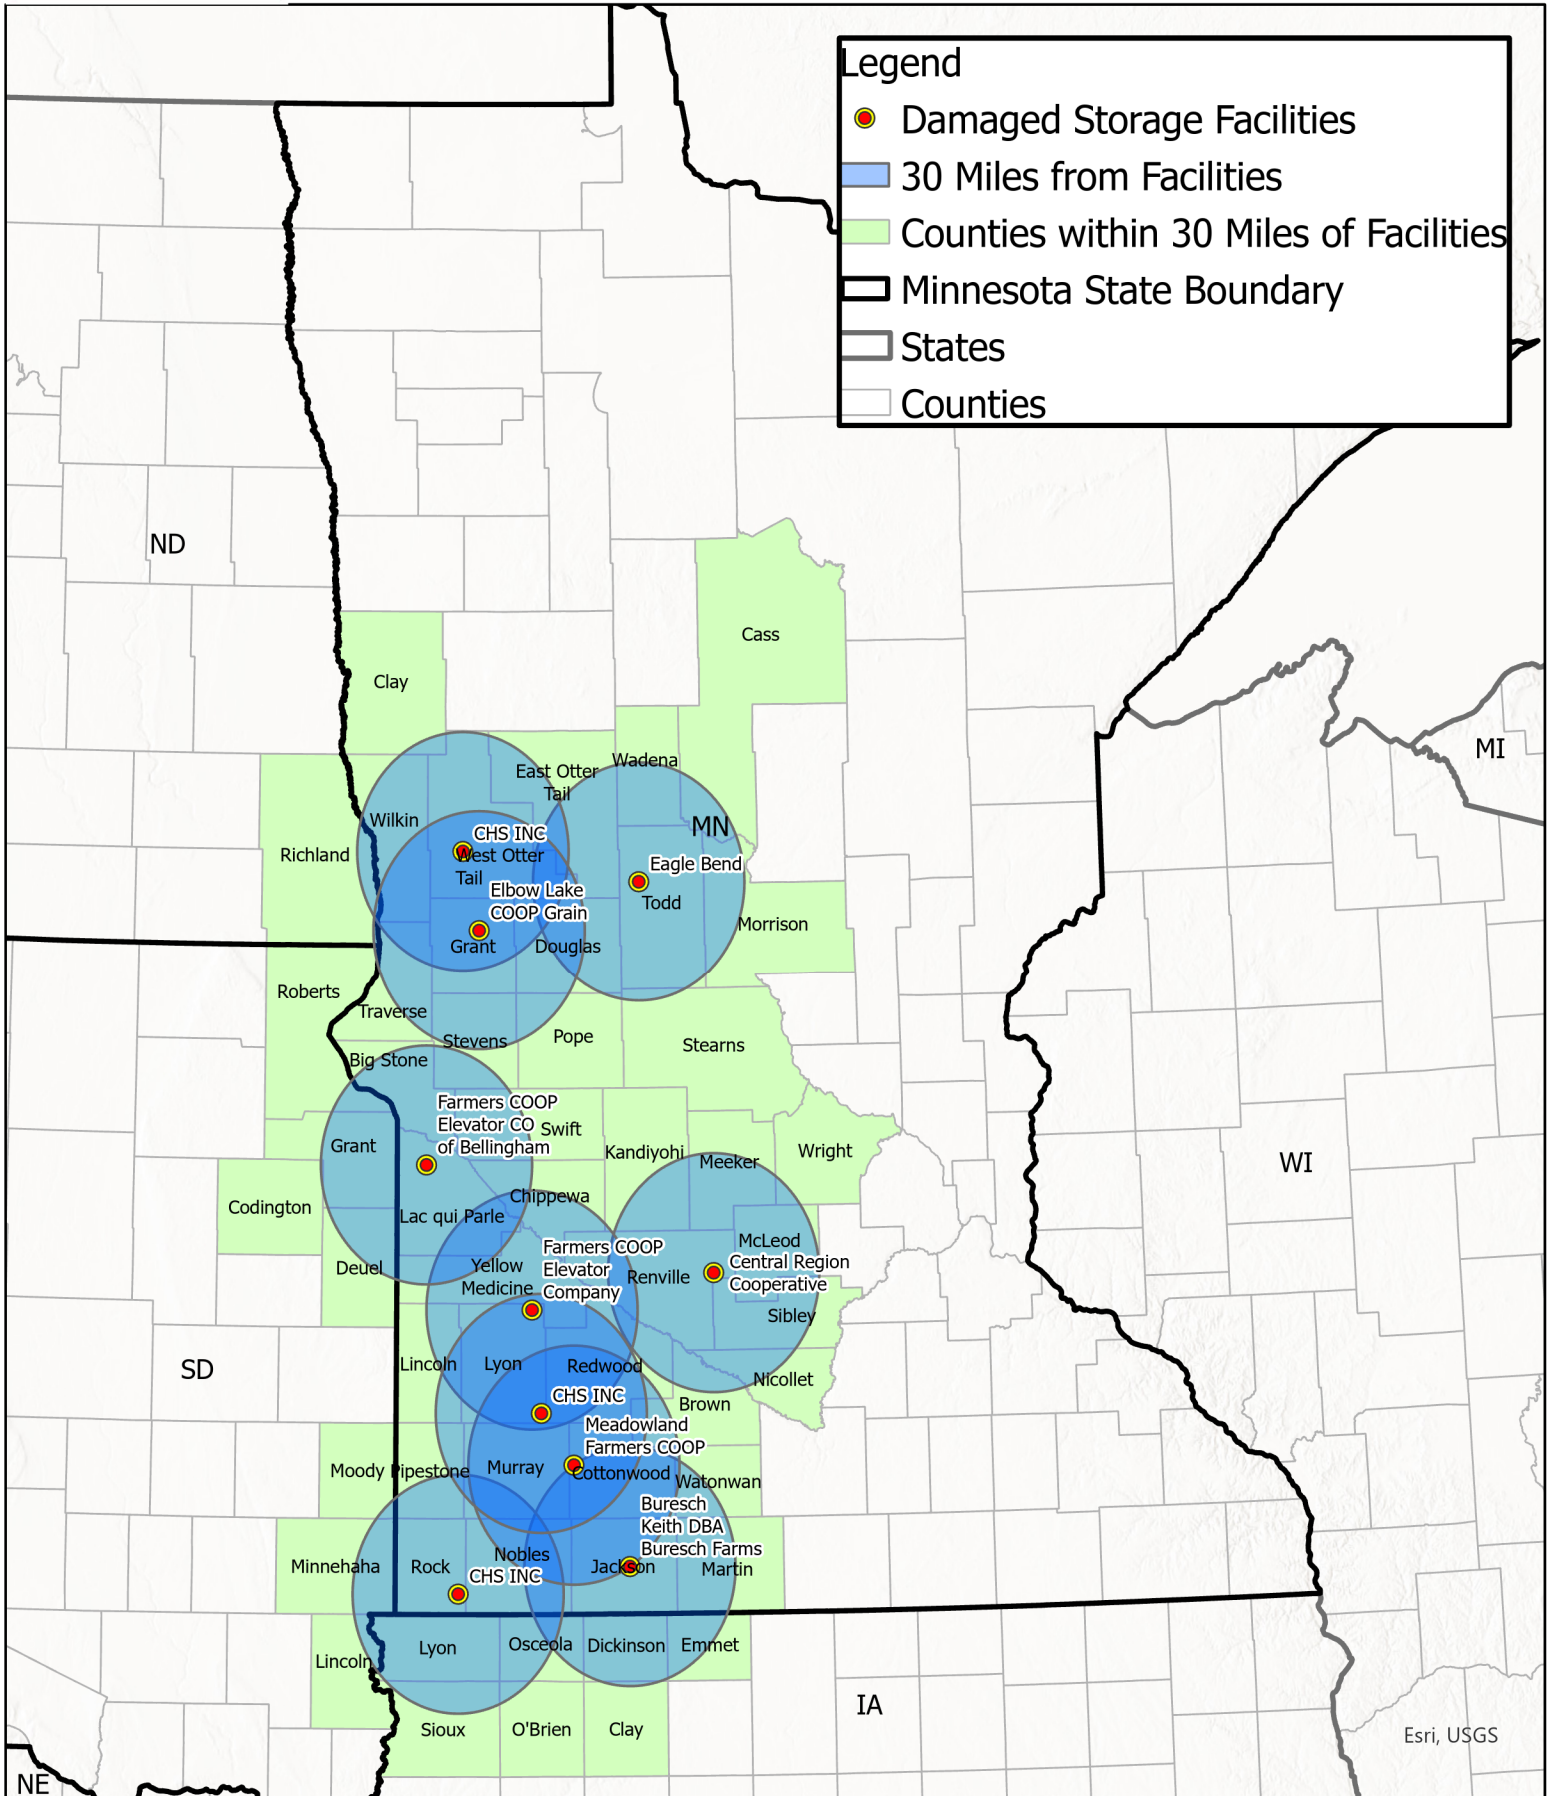 Legend
Damaged Storage Facilities
30 Miles from Facilities
Counties within 30 Miles of Facilities
Minnesota State Boundary
States
Counties
ND
Cass
Clay
MI
Wadena
East Otter
Tail
Wilkin
MN
CHS INC
Richland
West Otter
Tail
Eagle Bend
Elbow Lake
COOP Grain
Todd
Morrison
Grant
Douglas
Roberts
Traverse
Stevens
Pope
Stearns
Big Stone
Farmers COOP
Elevator CO
of Bellingham
Swift
Grant
Kandiyohi
Meeker
Wright
WI
Chippewa
Codington
Lac qui Parle
McLeod
Farmers COOP
Elevator
Company
Central Region
Cooperative
Deuel
Yellow
Medicine
Renville
Sibley
SD
Lincoln
Lyon
Redwood
Nicollet
CHS INC
Brown
Meadowland
Farmers COOP
Moody
Pipestone
Murray
Cottonwood
Watonwan
Buresch
Keith DBA
Buresch Farms
Minnehaha
Rock
Nobles
Jackson
Martin
CHS INC
Lyon
Osceola
Dickinson
Emmet
Lincoln
IA
Sioux
O'Brien
Clay
Esri, USGS
NE